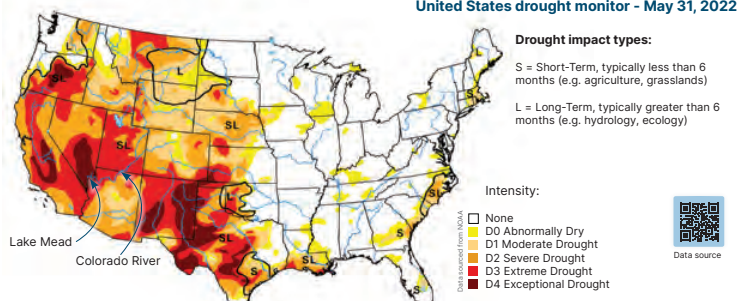 United States drought monitor - May 31, 2022
Drought impact types:
S = Short-Term, typically less than 6
months (e.g. agriculture, grasslands)
L = Long-Term, typically greater than 6
months (e.g. hydrology, ecology)
L
SL
L
L
S
SL
SL
L
SL
SL
S
S
S
SL
S
Lake Mead
Colorado River
Intensity:
None
D0 Abnormally Dry
D1 Moderate Drought
D2 Severe Drought
D3 Extreme Drought
D4 Exceptional Drought
Data sourced from NOAA
Data source